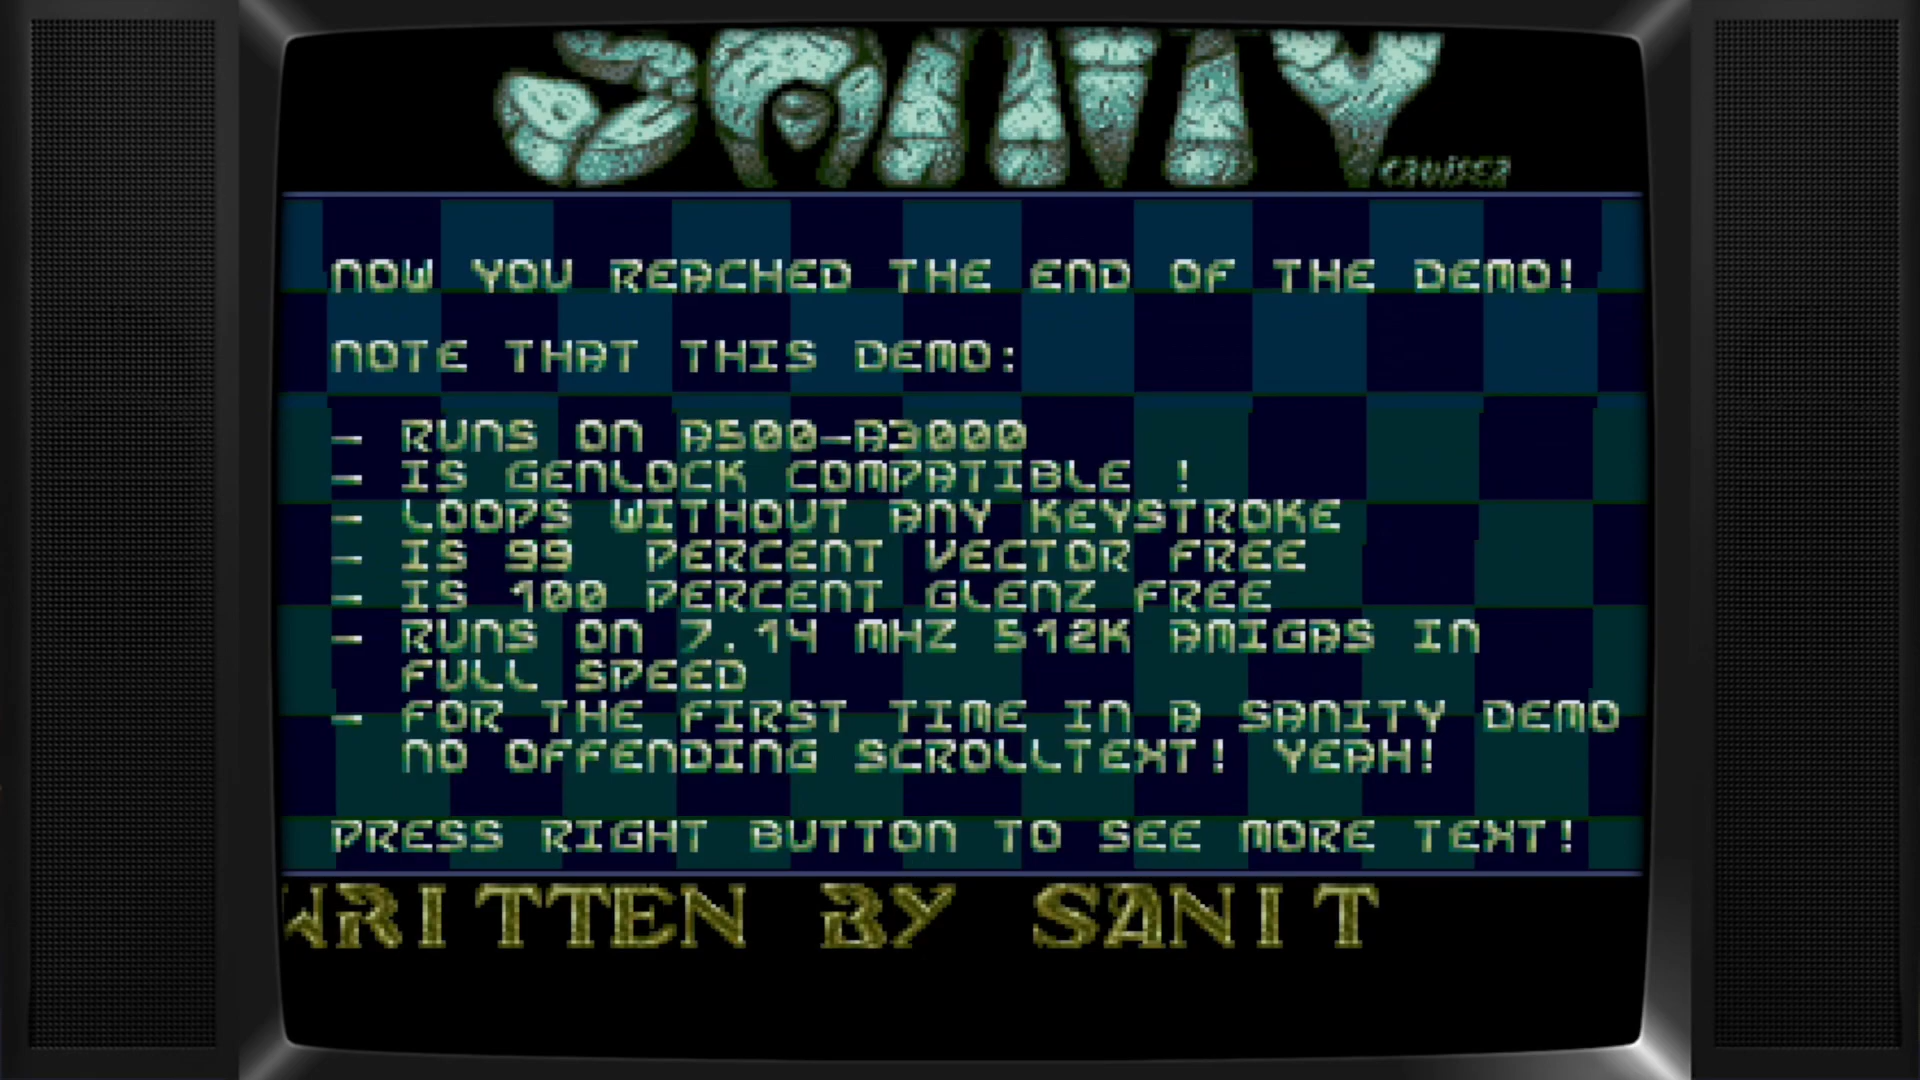 SANITY
CRUISER
NOW YOU REACHED THE END OF THE DEMO!
NOTE THAT THIS DEMO:
- RUNS ON A500-A3000
- IS GENLOCK COMPATIBLE !
- LOOPS WITHOUT ANY KEYSTROKE
- IS 99 PERCENT VECTOR FREE
- IS 100 PERCENT GLENZ FREE
- RUNS ON 7.14 MHZ 512K AMIGAS IN
FULL SPEED
- FOR THE FIRST TIME IN A SANITY DEMO
NO OFFENDING SCROLLTEXT! YEAH!
PRESS RIGHT BUTTON TO SEE MORE TEXT!
WRITTEN BY SANIT